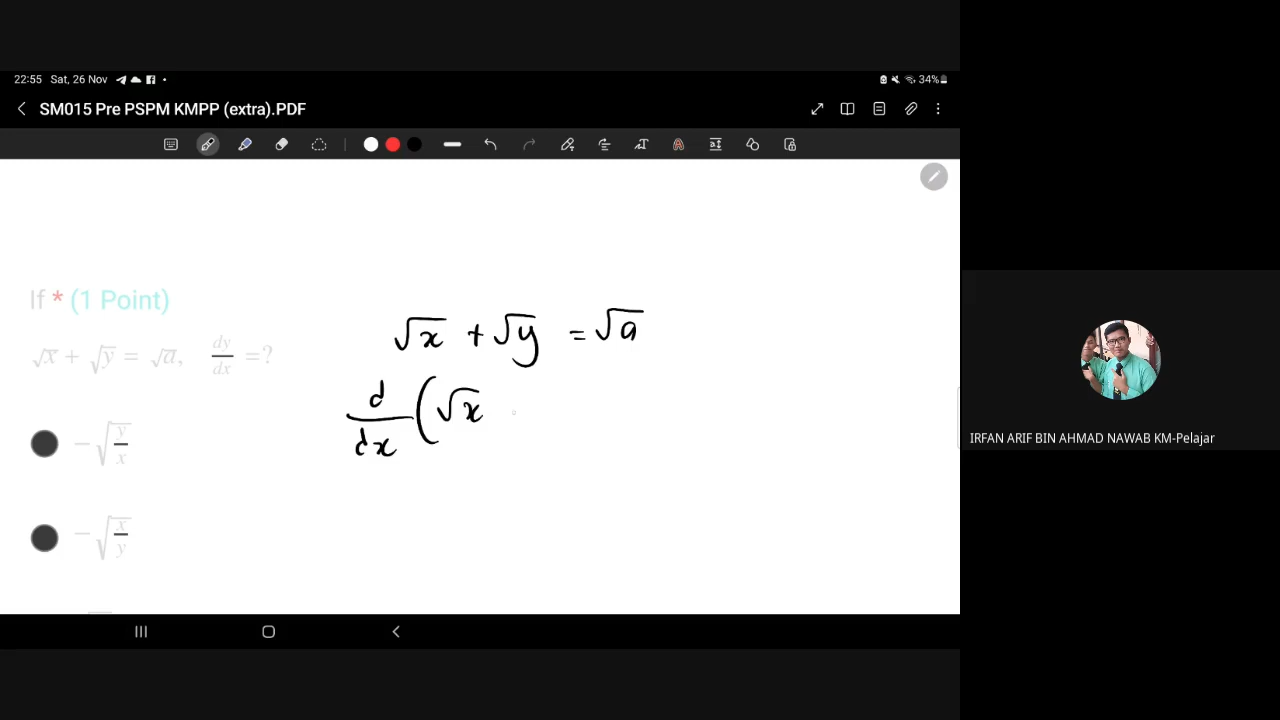 22:55 Sat, 26 Nov
34%
SM015 Pre PSPM KMPP (extra).PDF
If * (1 Point)
√x + √y = √a, dy/dx =?
−√(y/x)
−√(x/y)
√x + √y = √a
d/dx (√x
IRFAN ARIF BIN AHMAD NAWAB KM-Pelajar